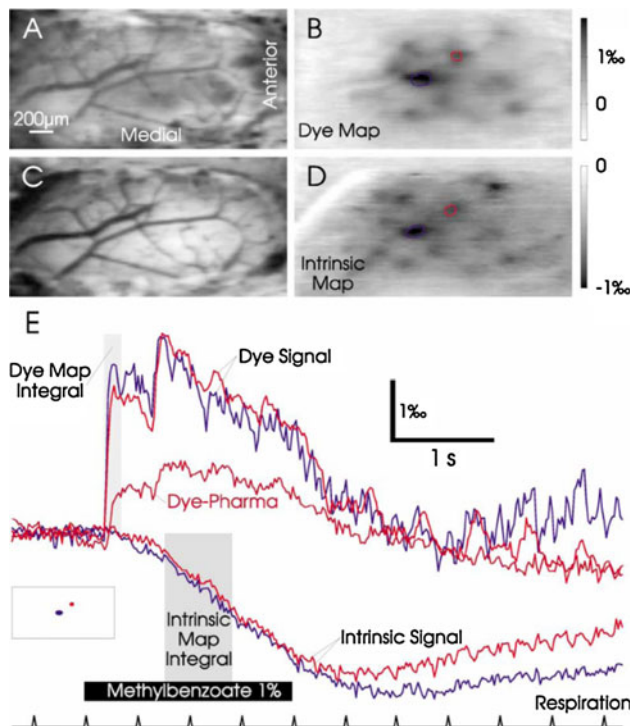 A
Anterior
200μm
Medial
B
Dye Map
1‰
0
C
D
Intrinsic
Map
0
-1‰
E
Dye Map
Integral
Dye Signal
1‰
1 s
Dye-Pharma
Intrinsic
Map
Integral
Intrinsic Signal
Methylbenzoate 1%
Respiration